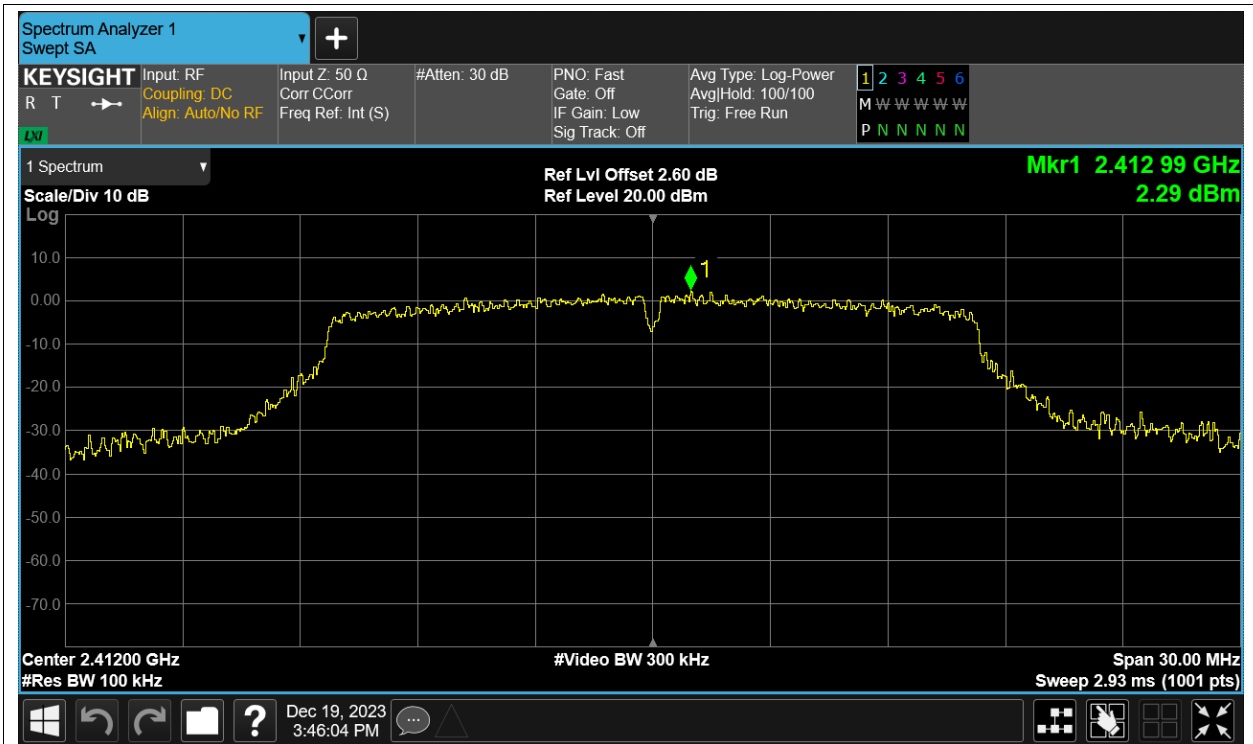 Spectrum Analyzer 1
Swept SA
KEYSIGHT
R T
LXI
Input: RF
Coupling: DC
Align: Auto/No RF
Input Z: 50 Ω
Corr CCorr
Freq Ref: Int (S)
#Atten: 30 dB
PNO: Fast
Gate: Off
IF Gain: Low
Sig Track: Off
Avg Type: Log-Power
Avg|Hold: 100/100
Trig: Free Run
1 2 3 4 5 6
M W W W W W
P N N N N N
1 Spectrum
Scale/Div 10 dB
Ref Lvl Offset 2.60 dB
Ref Level 20.00 dBm
Mkr1 2.412 99 GHz
2.29 dBm
Log
10.0
0.00
-10.0
-20.0
-30.0
-40.0
-50.0
-60.0
-70.0
1
Center 2.41200 GHz
#Res BW 100 kHz
#Video BW 300 kHz
Span 30.00 MHz
Sweep 2.93 ms (1001 pts)
?
Dec 19, 2023
3:46:04 PM